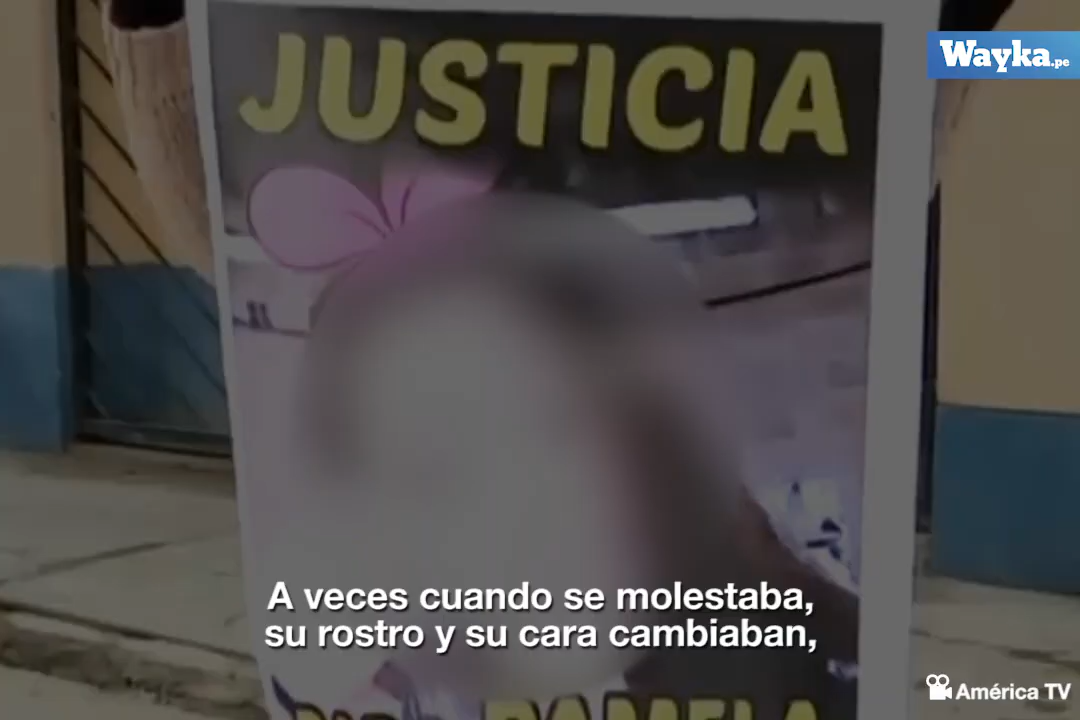 JUSTICIA
Wayka.pe
A veces cuando se molestaba,
su rostro y su cara cambiaban,
América TV